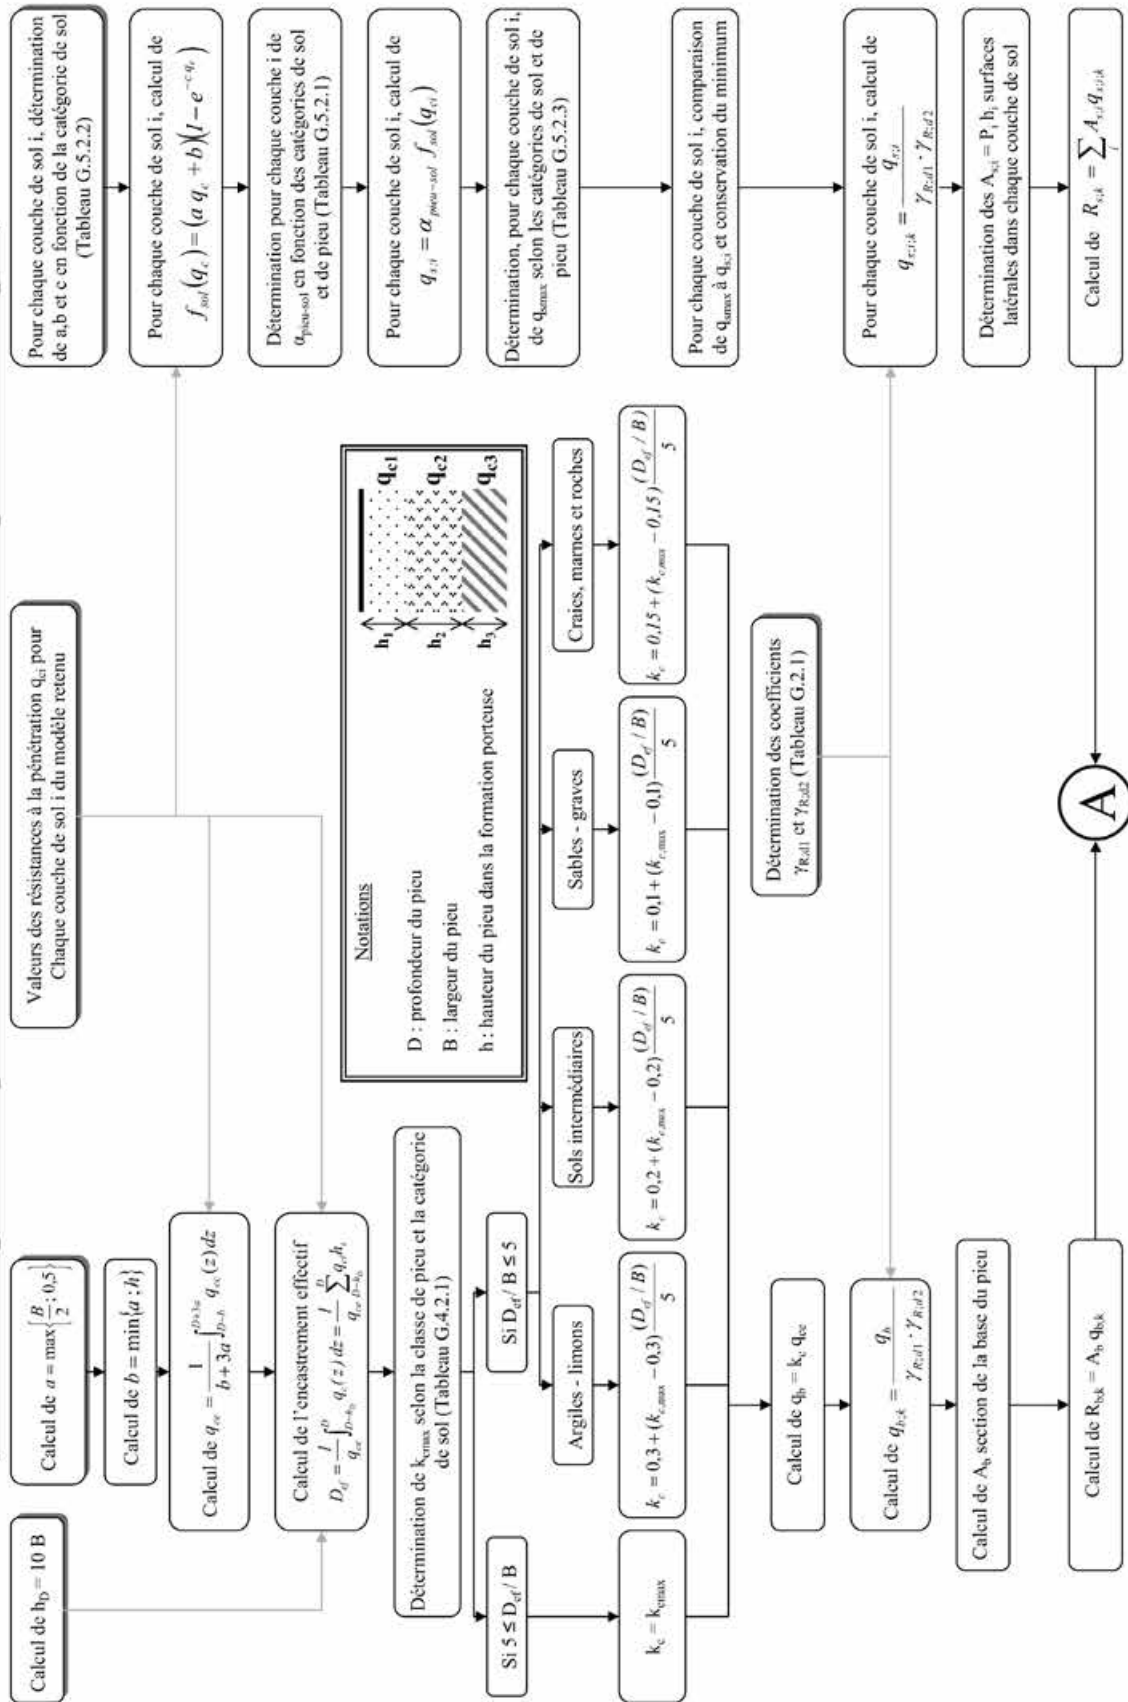 Calcul de h_D = 10 B
Calcul de a = max{B/2 ; 0,5}
Calcul de b = min{a ; h}
Calcul de q_ce = 1/(b+3a) ∫_{D-b}^{D+3a} q_cc(z) dz
Calcul de l'encastrement effectif
D_ef = 1/q_ce ∫_{D-h_D}^{D} q_c(z) dz = 1/q_ce ∑_{D-h_D}^{D} q_ci h_i
Détermination de k_cmax selon la classe de pieu et la catégorie
de sol (Tableau G.4.2.1)
Si 5 ≤ D_ef / B
Si D_ef / B ≤ 5
k_c = k_cmax
Argiles - limons
k_c = 0,3 + (k_c,max - 0,3) (D_ef / B)/5
Sols intermédiaires
k_c = 0,2 + (k_c,max - 0,2) (D_ef / B)/5
Sables - graves
k_c = 0,1 + (k_c,max - 0,1) (D_ef / B)/5
Craies, marnes et roches
k_c = 0,15 + (k_c,max - 0,15) (D_ef / B)/5
Calcul de q_b = k_c q_ce
Calcul de q_b;k = q_b/(γ_R;d1 · γ_R;d2)
Calcul de A_b section de la base du pieu
Calcul de R_b;k = A_b q_b;k
Valeurs des résistances à la pénétration q_ci pour
Chaque couche de sol i du modèle retenu
Notations
D : profondeur du pieu
B : largeur du pieu
h : hauteur du pieu dans la formation porteuse
h_1
h_2
h_3
q_c1
q_c2
q_c3
Détermination des coefficients
γ_R;d1 et γ_R;d2 (Tableau G.2.1)
A
Pour chaque couche de sol i, détermination
de a,b et c en fonction de la catégorie de sol
(Tableau G.5.2.2)
Pour chaque couche de sol i, calcul de
f_sol(q_c) = (a q_c + b)(1 - e^{-c q_c})
Détermination pour chaque couche i de
α_pieu-sol en fonction des catégories de sol
et de pieu (Tableau G.5.2.1)
Pour chaque couche de sol i, calcul de
q_s;i = α_pieu-sol f_sol(q_ci)
Détermination, pour chaque couche de sol i,
de q_smax selon les catégories de sol et de
pieu (Tableau G.5.2.3)
Pour chaque couche de sol i, comparaison
de q_smax à q_s;i et conservation du minimum
Pour chaque couche de sol i, calcul de
q_s;i;k = q_s;i/(γ_R;d1 · γ_R;d2)
Détermination des A_s;i = P_i h_i surfaces
latérales dans chaque couche de sol
Calcul de R_s;k = ∑_i A_s;i q_s;i;k